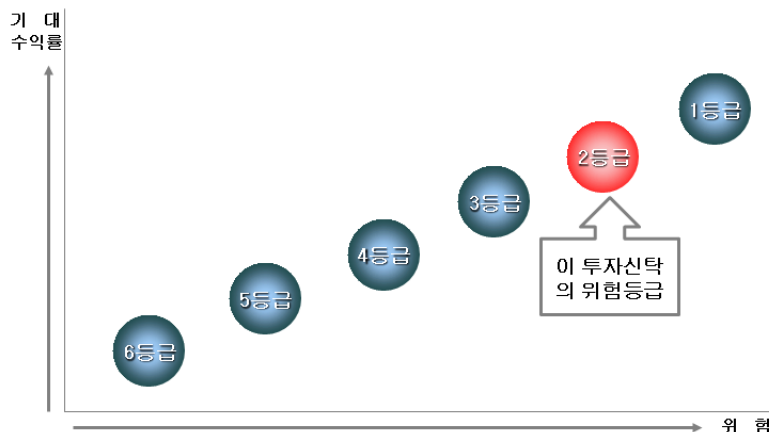 기 대
수익률
1등급
2등급
3등급
4등급
이 투자신탁
의 위험등급
5등급
6등급
위 험